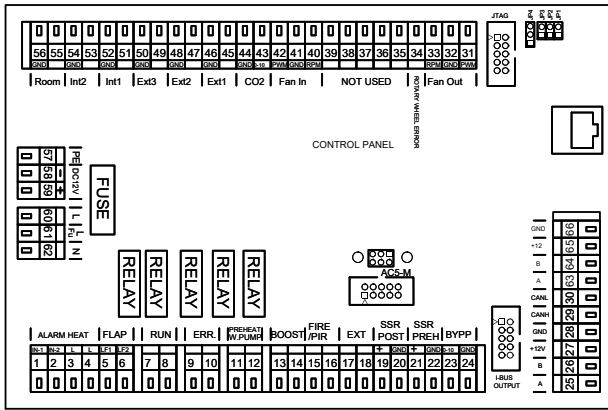 JTAG
JP4
JP3
JP2
JP1
56 55 54 53 52 51 50 49 48 47 46 45 44 43 42 41 40 39 38 37 36 35 34 33 32 31
GND GND GND GND GND GND GND 0-10 PWM GND RPM RPM GND PWM
Room Int2 Int1 Ext3 Ext2 Ext1 CO2 Fan In NOT USED ROTARY WHEEL ERROR Fan Out
CONTROL PANEL
57 PE
58 - DC12V
59 +
60 L
61 L Fu
62 N
FUSE
RELAY RELAY RELAY RELAY RELAY
AC5-M
GND 66
+12 65
B 64
A 63
CANL 30
CANH 29
GND 28
+12V 27
B 26
A 25
I-BUS
OUTPUT
ALARM HEAT FLAP RUN ERR. PREHEAT/W.PUMP BOOST FIRE/PIR EXT SSR POST SSR PREH BYPP
IN-1 IN-2 L L LF1 LF2 + GND + GND 0-10 GND
1 2 3 4 5 6 7 8 9 10 11 12 13 14 15 16 17 18 19 20 21 22 23 24